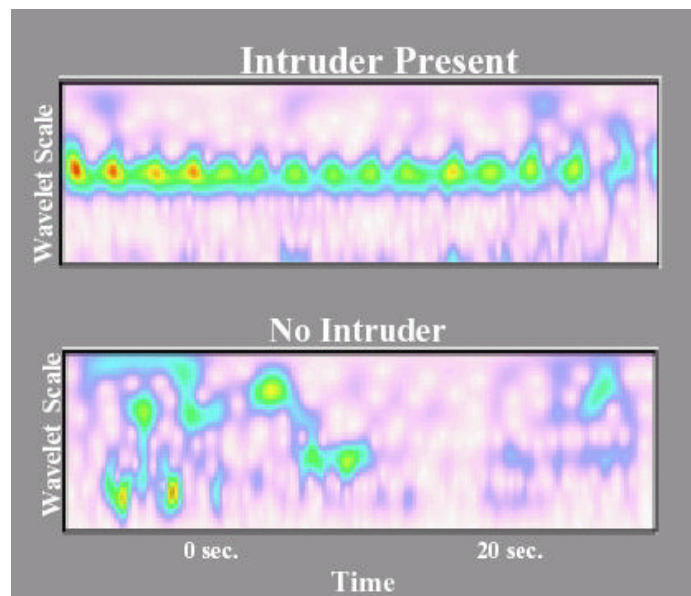 Intruder Present
Wavelet Scale
No Intruder
Wavelet Scale
0 sec.
20 sec.
Time